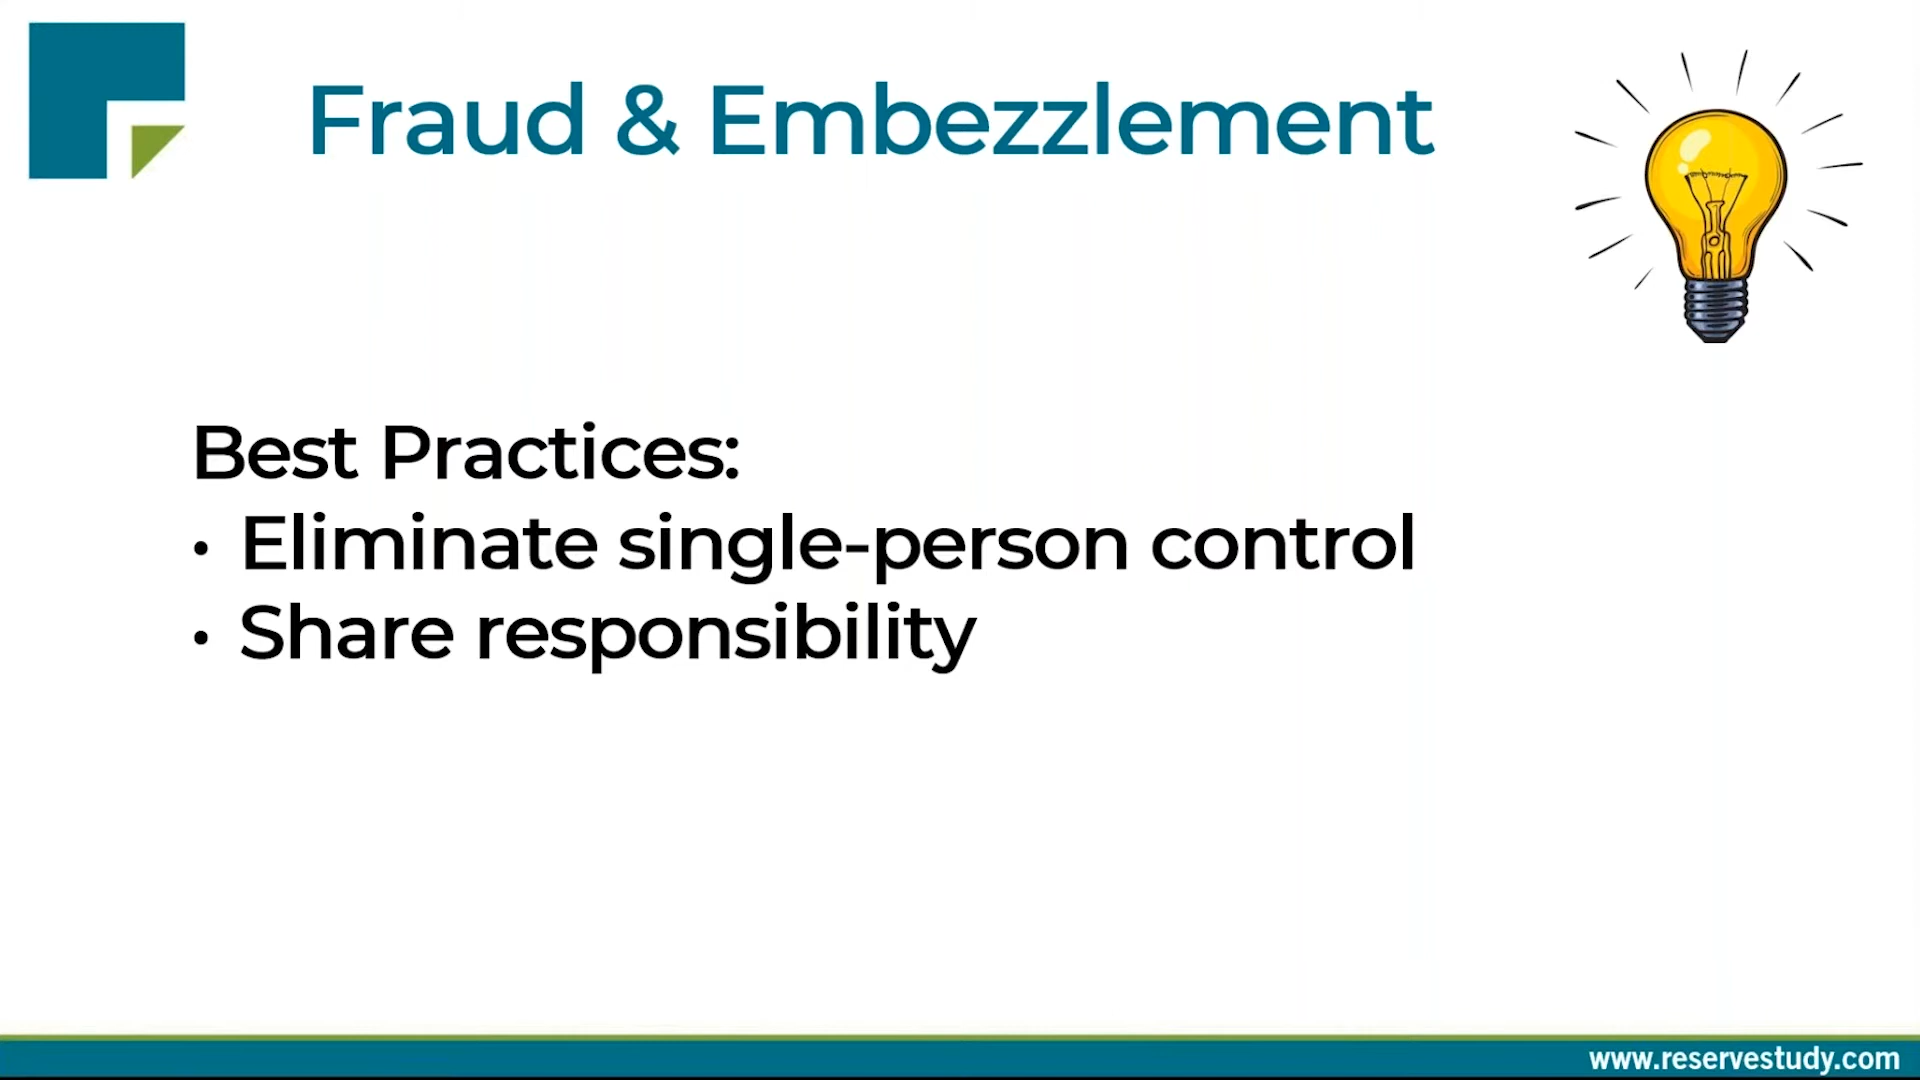 Fraud & Embezzlement
Best Practices:
• Eliminate single-person control
• Share responsibility
www.reservestudy.com